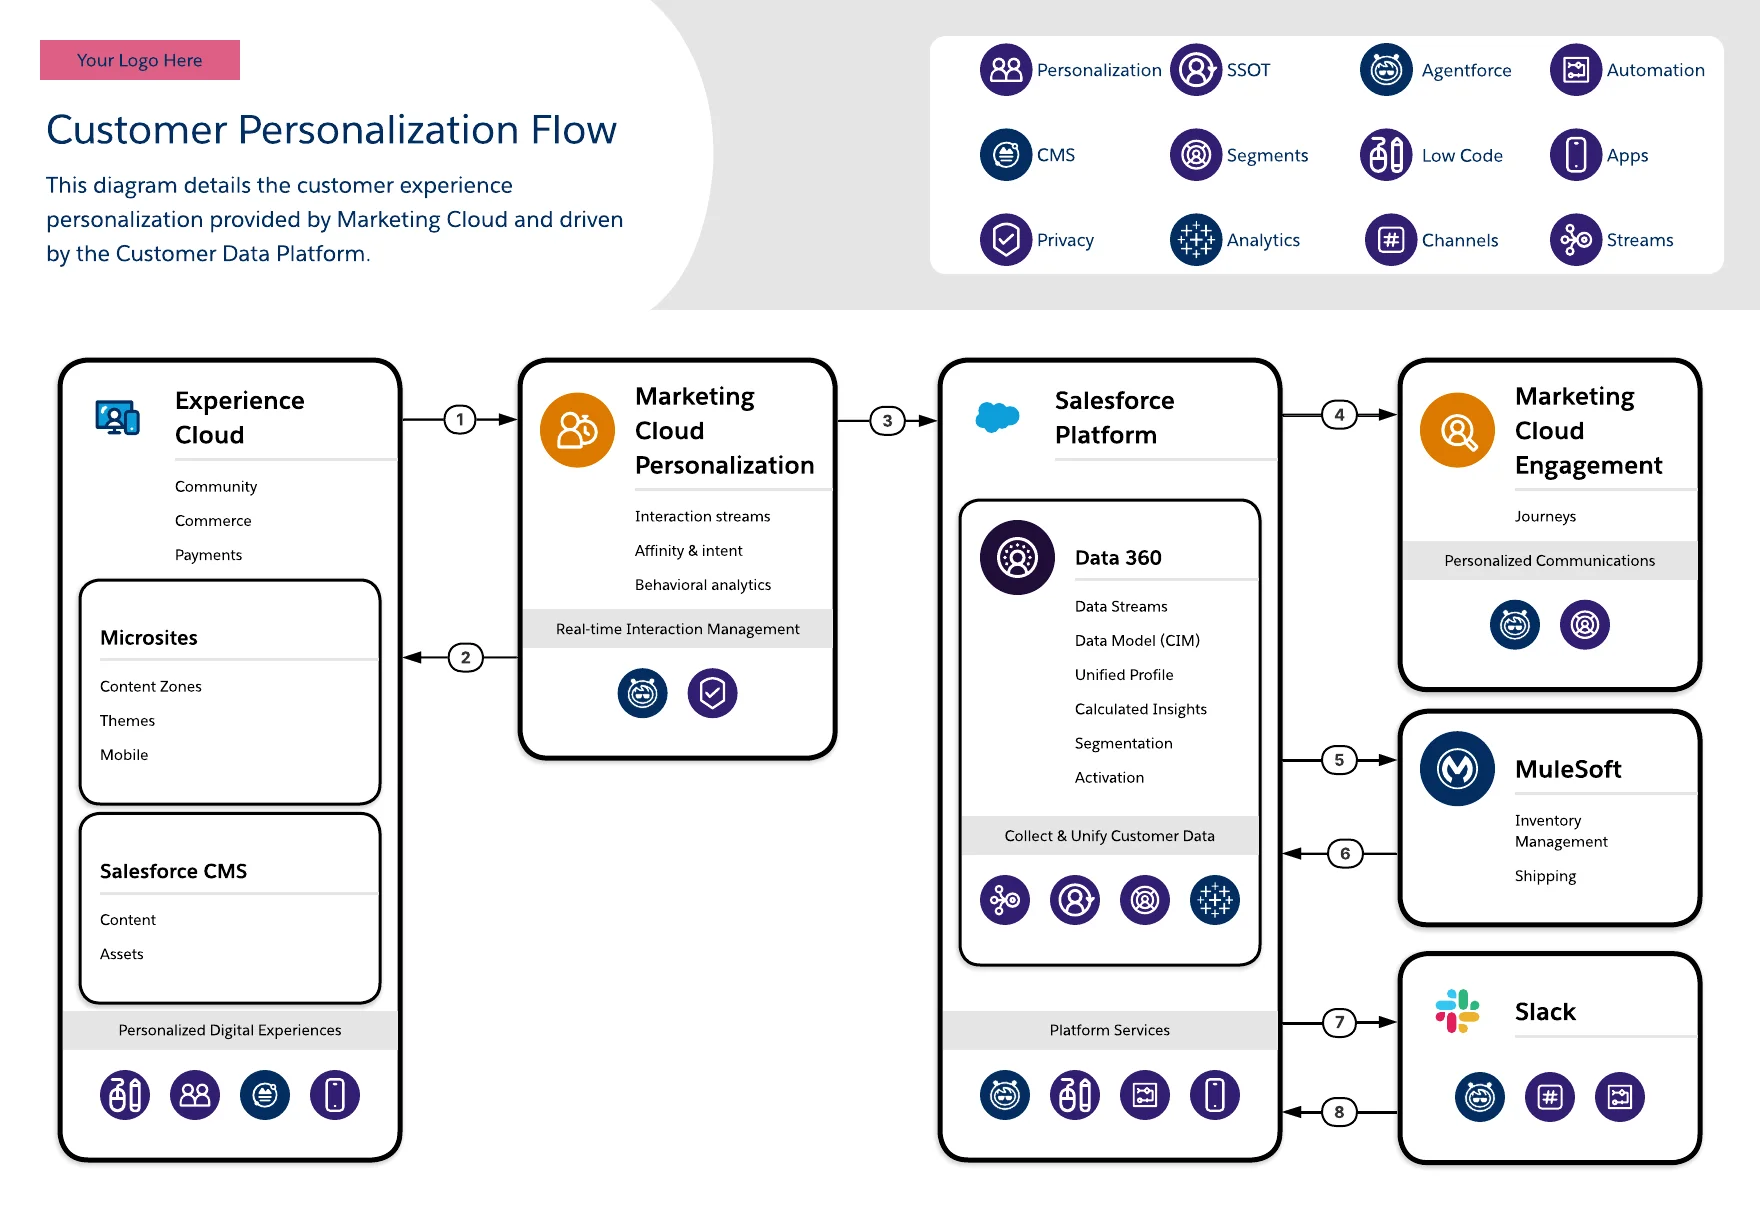 Your Logo Here
Customer Personalization Flow
This diagram details the customer experience
personalization provided by Marketing Cloud and driven
by the Customer Data Platform.
Personalization
SSOT
Agentforce
Automation
CMS
Segments
Low Code
Apps
Privacy
Analytics
Channels
Streams
Experience
Cloud
Community
Commerce
Payments
Microsites
Content Zones
Themes
Mobile
Salesforce CMS
Content
Assets
Personalized Digital Experiences
1
2
Marketing
Cloud
Personalization
Interaction streams
Affinity & intent
Behavioral analytics
Real-time Interaction Management
3
Salesforce
Platform
Data 360
Data Streams
Data Model (CIM)
Unified Profile
Calculated Insights
Segmentation
Activation
Collect & Unify Customer Data
Platform Services
4
5
6
7
8
Marketing
Cloud
Engagement
Journeys
Personalized Communications
MuleSoft
Inventory
Management
Shipping
Slack